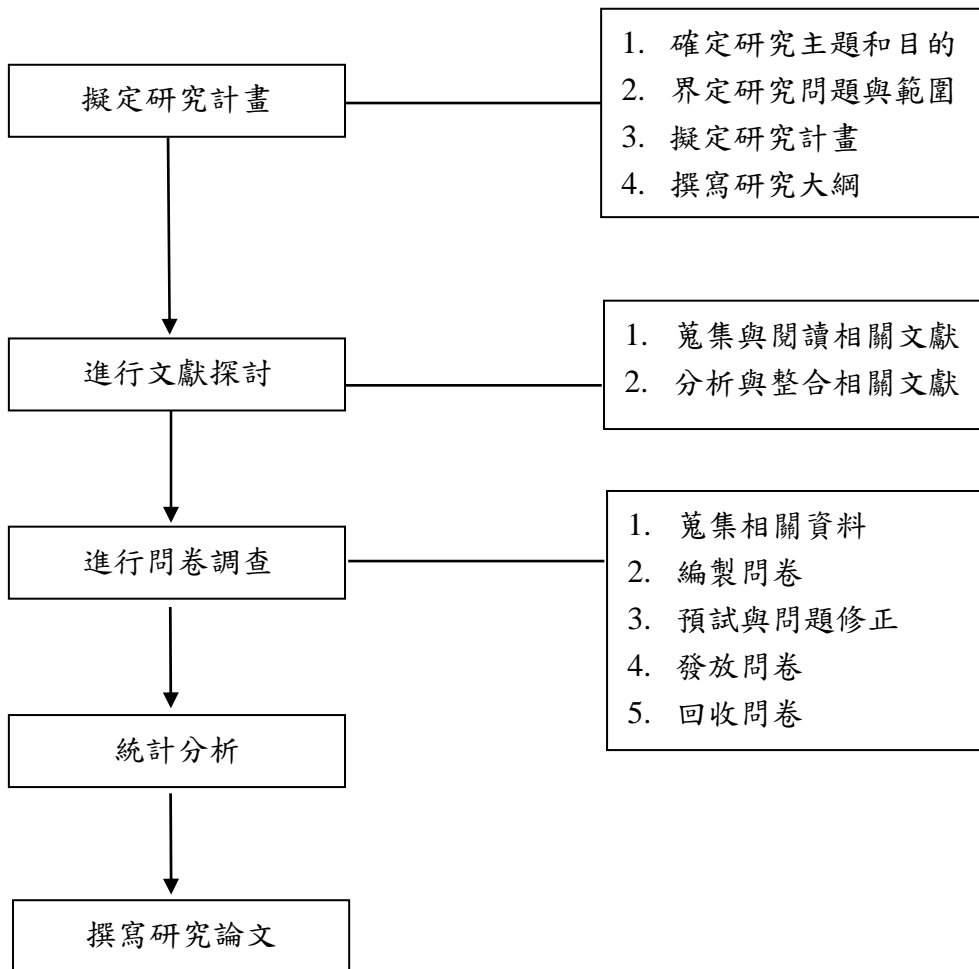 擬定研究計畫
1. 確定研究主題和目的
2. 界定研究問題與範圍
3. 擬定研究計畫
4. 撰寫研究大綱
進行文獻探討
1. 蒐集與閱讀相關文獻
2. 分析與整合相關文獻
進行問卷調查
1. 蒐集相關資料
2. 編製問卷
3. 預試與問題修正
4. 發放問卷
5. 回收問卷
統計分析
撰寫研究論文